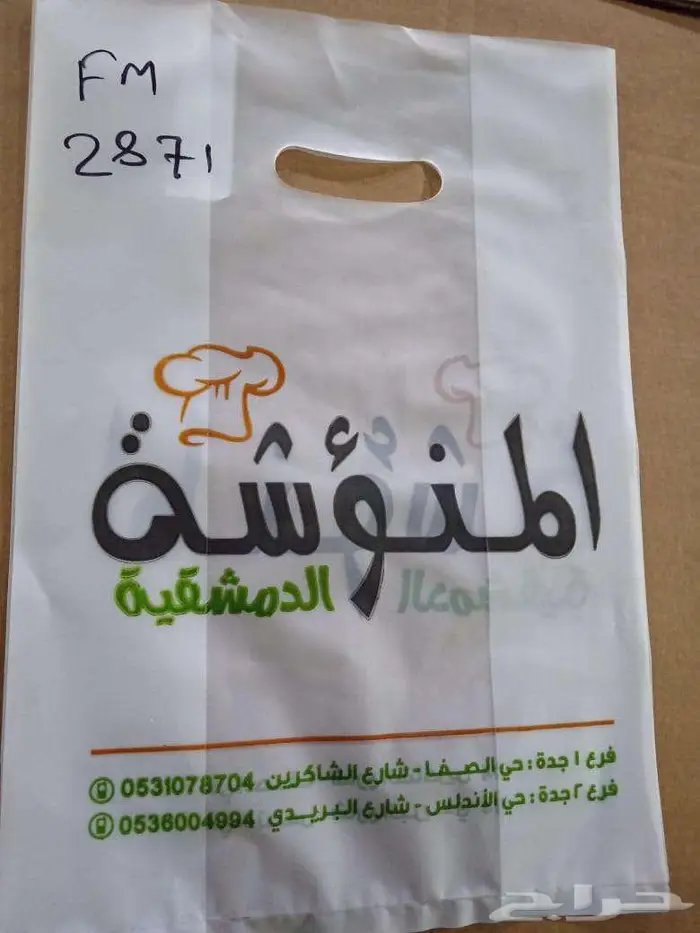 FM
2871
المنؤشة
الدمشقية
فرع ١ جدة : حي الصفا - شارع الشاكرين 0531078704
فرع ٢ جدة : حي الأندلس - شارع البريدي 0536004994
حراج